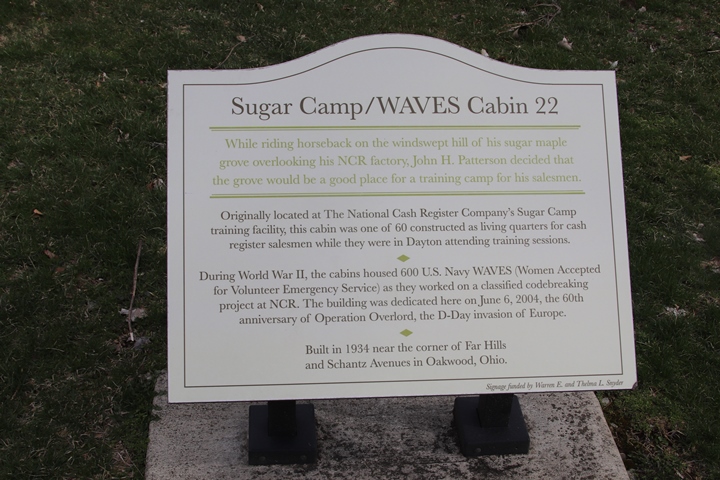 Sugar Camp/WAVES Cabin 22
While riding horseback on the windswept hill of his sugar maple
grove overlooking his NCR factory, John H. Patterson decided that
the grove would be a good place for a training camp for his salesmen.
Originally located at The National Cash Register Company's Sugar Camp
training facility, this cabin was one of 60 constructed as living quarters for cash
register salesmen while they were in Dayton attending training sessions.
During World War II, the cabins housed 600 U.S. Navy WAVES (Women Accepted
for Volunteer Emergency Service) as they worked on a classified codebreaking
project at NCR. The building was dedicated here on June 6, 2004, the 60th
anniversary of Operation Overlord, the D-Day invasion of Europe.
Built in 1934 near the corner of Far Hills
and Schantz Avenues in Oakwood, Ohio.
Signage funded by Warren E. and Thelma L. Snyder